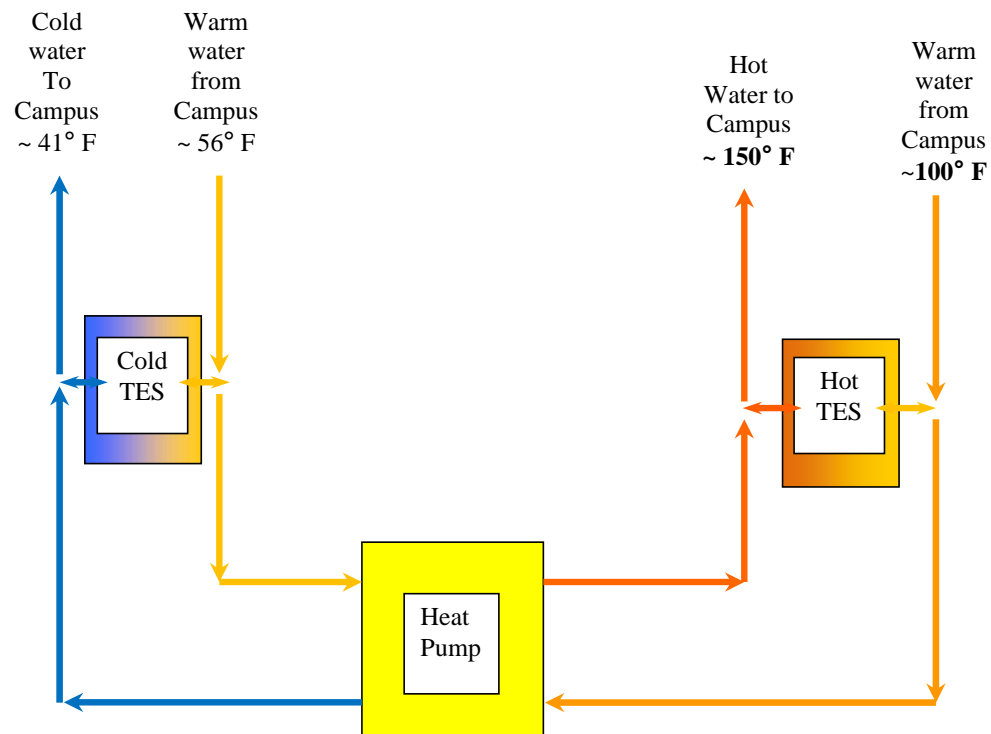 Cold
water
To
Campus
~ 41° F
Warm
water
from
Campus
~ 56° F
Hot
Water to
Campus
~ 150° F
Warm
water
from
Campus
~100° F
Cold
TES
Hot
TES
Heat
Pump